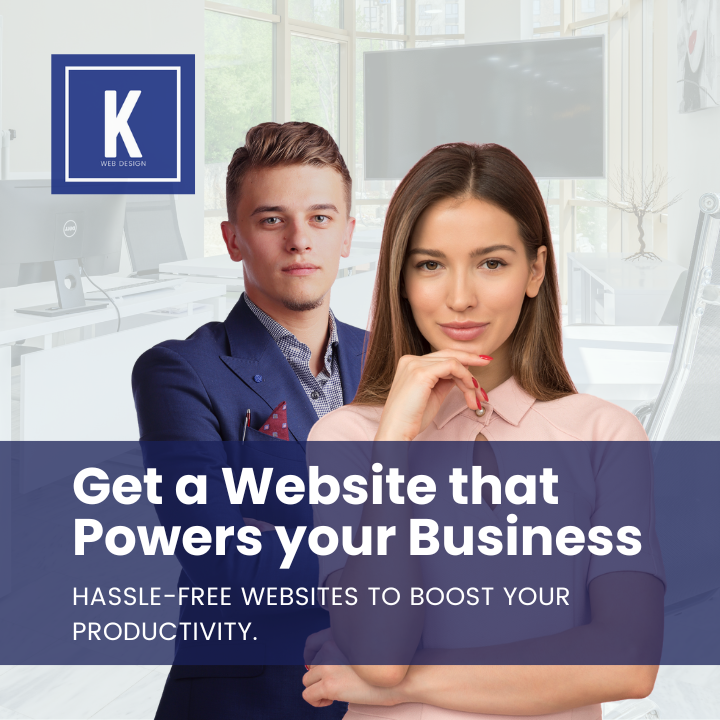 K
WEB DESIGN
Get a Website that
Powers your Business
HASSLE-FREE WEBSITES TO BOOST YOUR
PRODUCTIVITY.